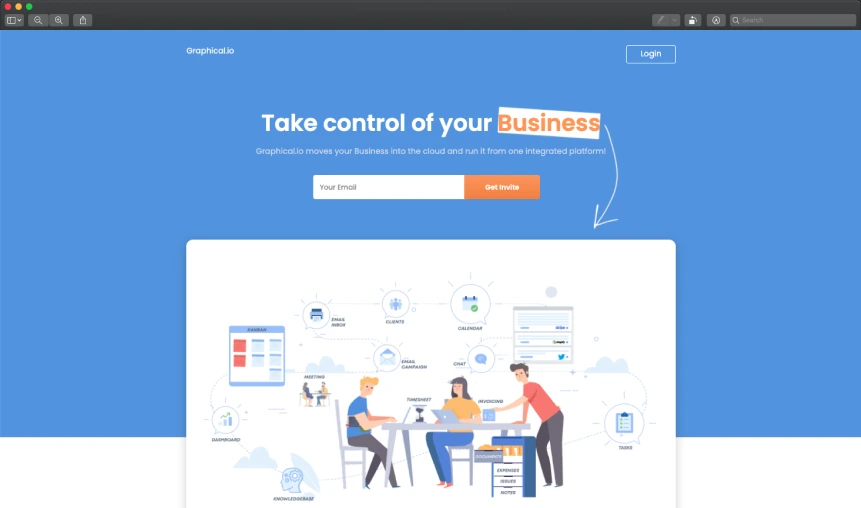 Search
Graphical.io
Login
Take control of your Business
Graphical.io moves your Business into the cloud and run it from one integrated platform!
Your Email
Get Invite
EMAIL
INBOX
CLIENTS
CALENDAR
KANBAN
stripe
shopify
EMAIL
CAMPAIGN
CHAT
MEETING
TIMESHEET
INVOICING
DASHBOARD
TASKS
DOCUMENTS
EXPENSES
ISSUES
NOTES
KNOWLEDGEBASE